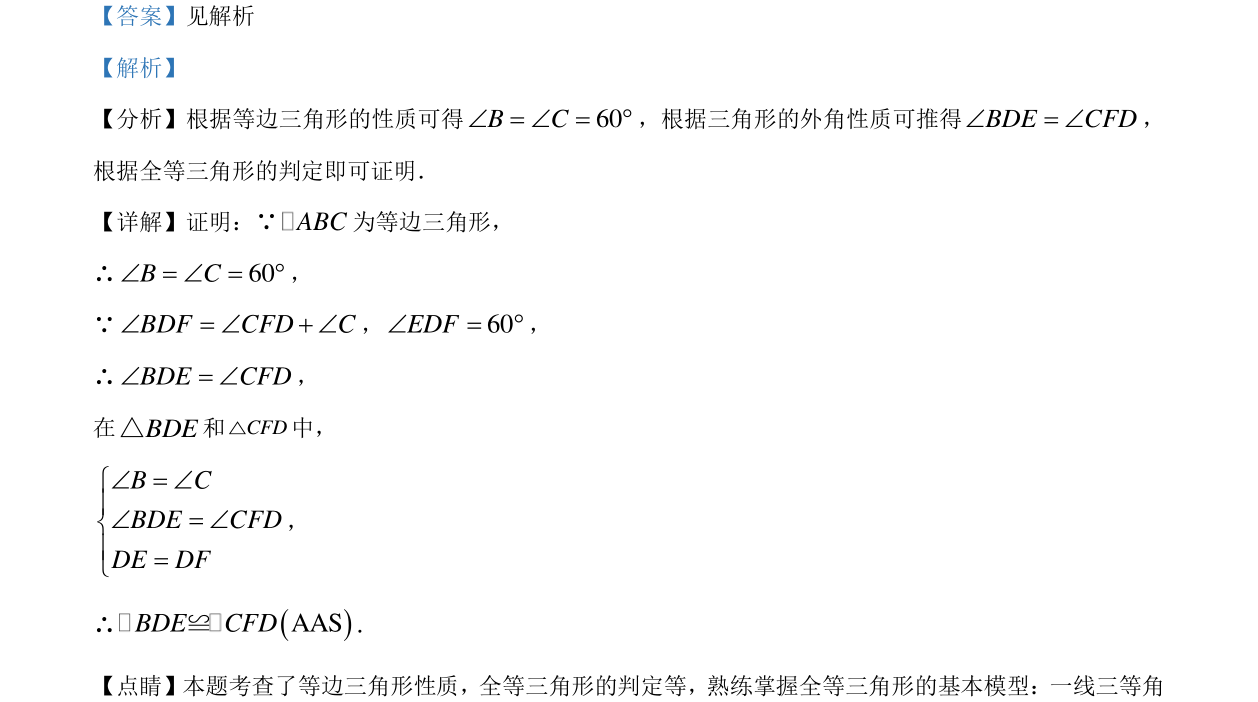 【答案】见解析
【解析】
【分析】根据等边三角形的性质可得∠B = ∠C = 60°，根据三角形的外角性质可推得∠BDE = ∠CFD，
根据全等三角形的判定即可证明．
【详解】证明：∵□ABC 为等边三角形，
∴∠B = ∠C = 60°，
∵∠BDF = ∠CFD + ∠C，∠EDF = 60°，
∴∠BDE = ∠CFD，
在△BDE和△CFD中，
∠B = ∠C
∠BDE = ∠CFD，
DE = DF
∴□BDE≌□CFD(AAS)．
【点睛】本题考查了等边三角形性质，全等三角形的判定等，熟练掌握全等三角形的基本模型：一线三等角